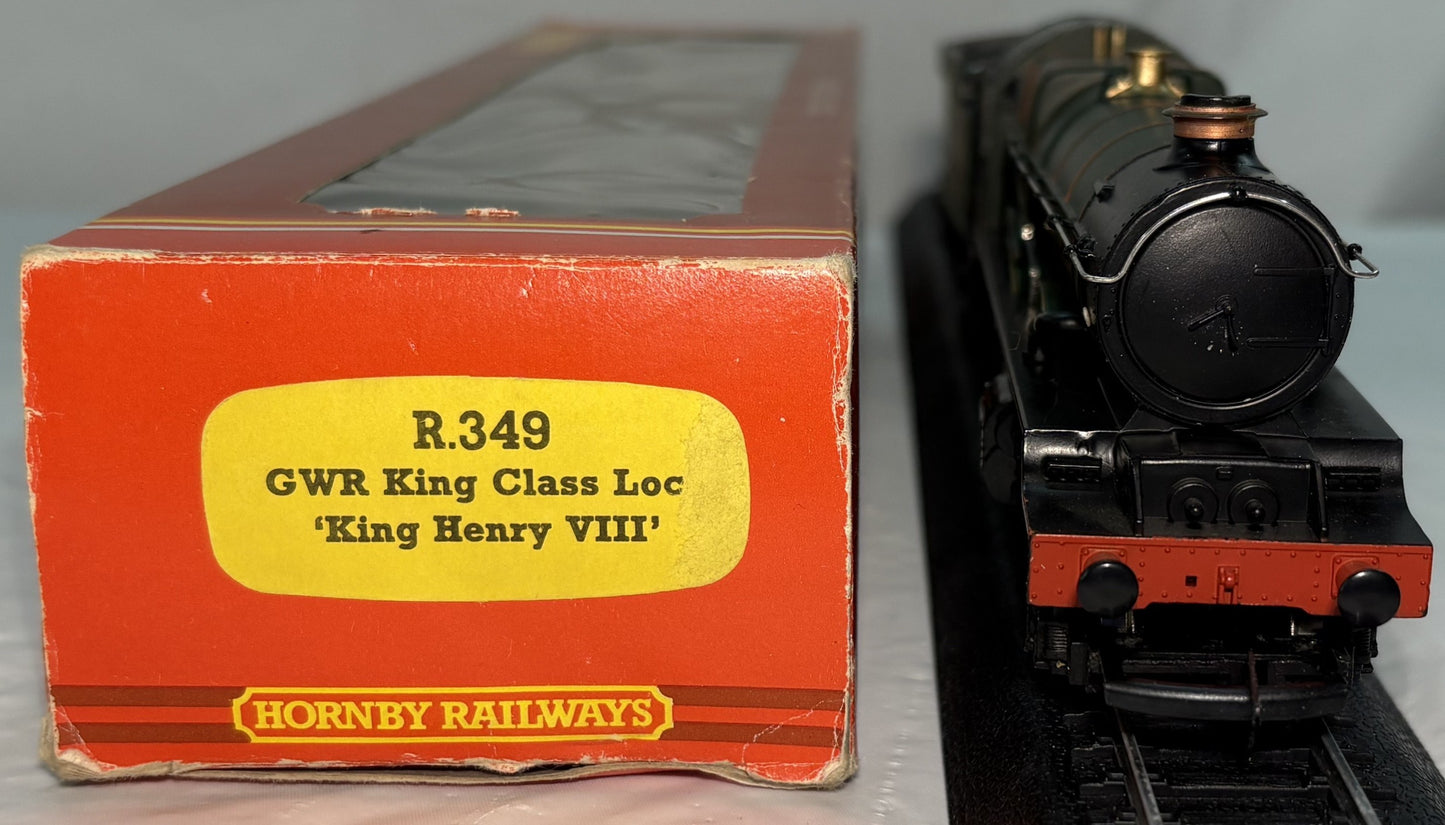 R.349
GWR King Class Loc
‘King Henry VIII’
HORNBY RAILWAYS